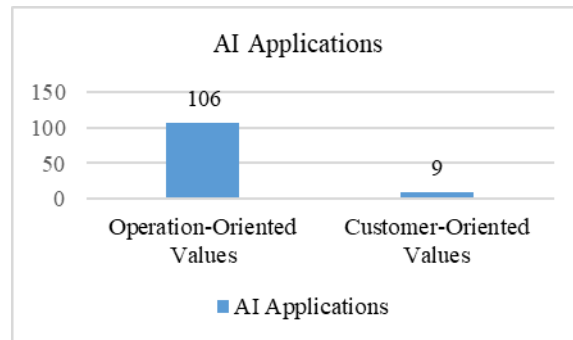 AI Applications
150
100
50
0
106
9
Operation-Oriented
Values
Customer-Oriented
Values
AI Applications